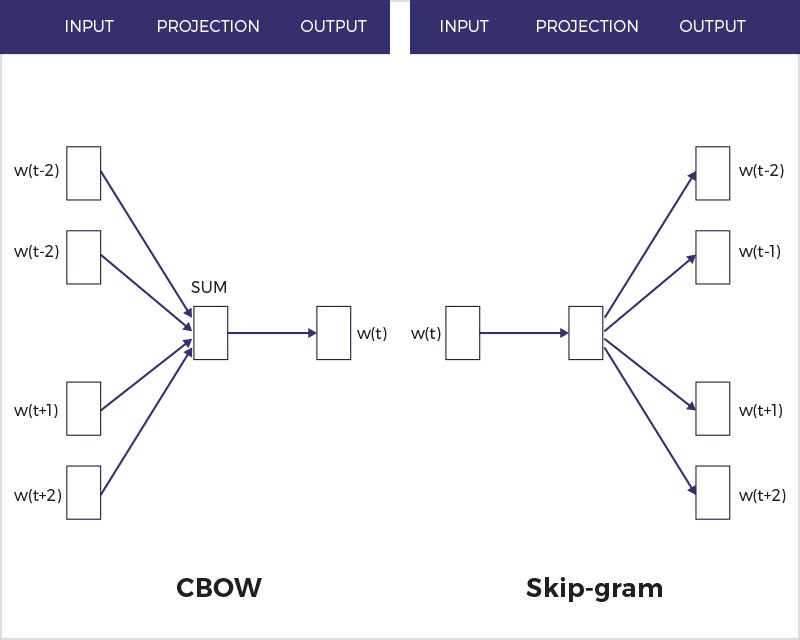 INPUT PROJECTION OUTPUT
w(t-2)
w(t-2)
SUM
w(t)
w(t+1)
w(t+2)
CBOW
INPUT PROJECTION OUTPUT
w(t-2)
w(t-1)
w(t)
w(t+1)
w(t+2)
Skip-gram